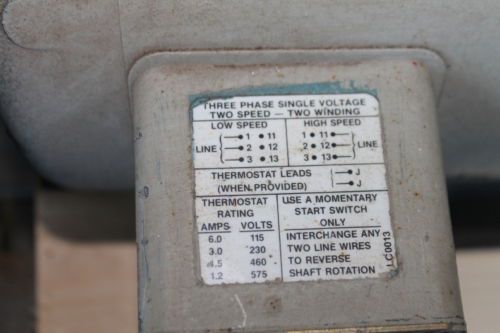 THREE PHASE SINGLE VOLTAGE
TWO SPEED — TWO WINDING
LOW SPEED HIGH SPEED
1 11 1 11
LINE 2 12 2 12 LINE
3 13 3 13
THERMOSTAT LEADS J
(WHEN PROVIDED) J
THERMOSTAT
RATING
AMPS VOLTS
6.0 115
3.0 230
1.5 460
1.2 575
USE A MOMENTARY
START SWITCH
ONLY
INTERCHANGE ANY
TWO LINE WIRES
TO REVERSE
SHAFT ROTATION
LC0013